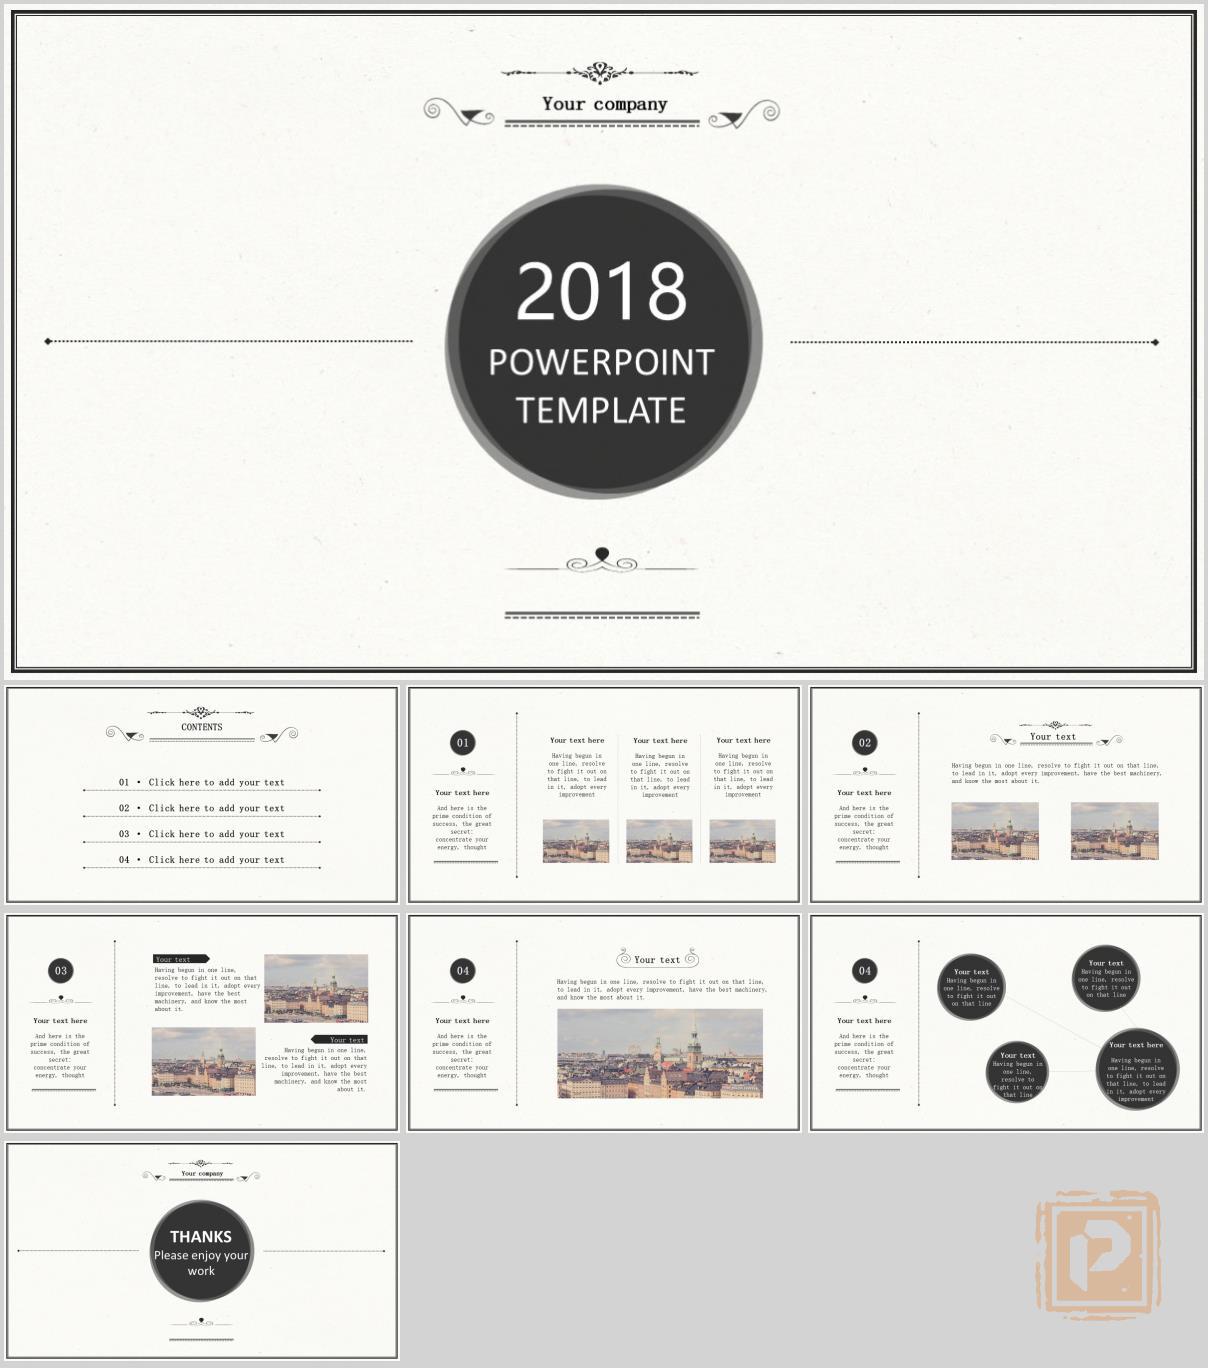 Your company
2018
POWERPOINT
TEMPLATE
CONTENTS
01 • Click here to add your text
02 • Click here to add your text
03 • Click here to add your text
04 • Click here to add your text
01
Your text here
And here is the
prime condition of
success, the great
secret:
concentrate your
energy, thought
Your text here
Having begun in
one line, resolve
to fight it out on
that line, to lead
in it, adopt every
improvement
Your text here
Having begun in
one line, resolve
to fight it out on
that line, to lead
in it, adopt every
improvement
Your text here
Having begun in
one line, resolve
to fight it out on
that line, to lead
in it, adopt every
improvement
02
Your text here
And here is the
prime condition of
success, the great
secret:
concentrate your
energy, thought
Your text
Having begun in one line, resolve to fight it out on that line,
to lead in it, adopt every improvement, have the best machinery,
and know the most about it.
03
Your text here
And here is the
prime condition of
success, the great
secret:
concentrate your
energy, thought
Your text
Having begun in one line,
resolve to fight it out on that
line, to lead in it, adopt every
improvement, have the best
machinery, and know the most
about it.
Your text
Having begun in one line,
resolve to fight it out on that
line, to lead in it, adopt every
improvement, have the best
machinery, and know the most
about it.
04
Your text here
And here is the
prime condition of
success, the great
secret:
concentrate your
energy, thought
Your text
Having begun in one line, resolve to fight it out on that line,
to lead in it, adopt every improvement, have the best machinery,
and know the most about it.
04
Your text here
And here is the
prime condition of
success, the great
secret:
concentrate your
energy, thought
Your text
Having begun in
one line, resolve
to fight it out
on that line
Your text
Having begun in
one line, resolve
to fight it out
on that line
Your text
Having begun in
one line,
resolve to
fight it out on
that line
Your text here
Having begun in
one line, resolve
to fight it out on
that line, to lead
in it, adopt every
improvement
Your company
THANKS
Please enjoy your
work
P